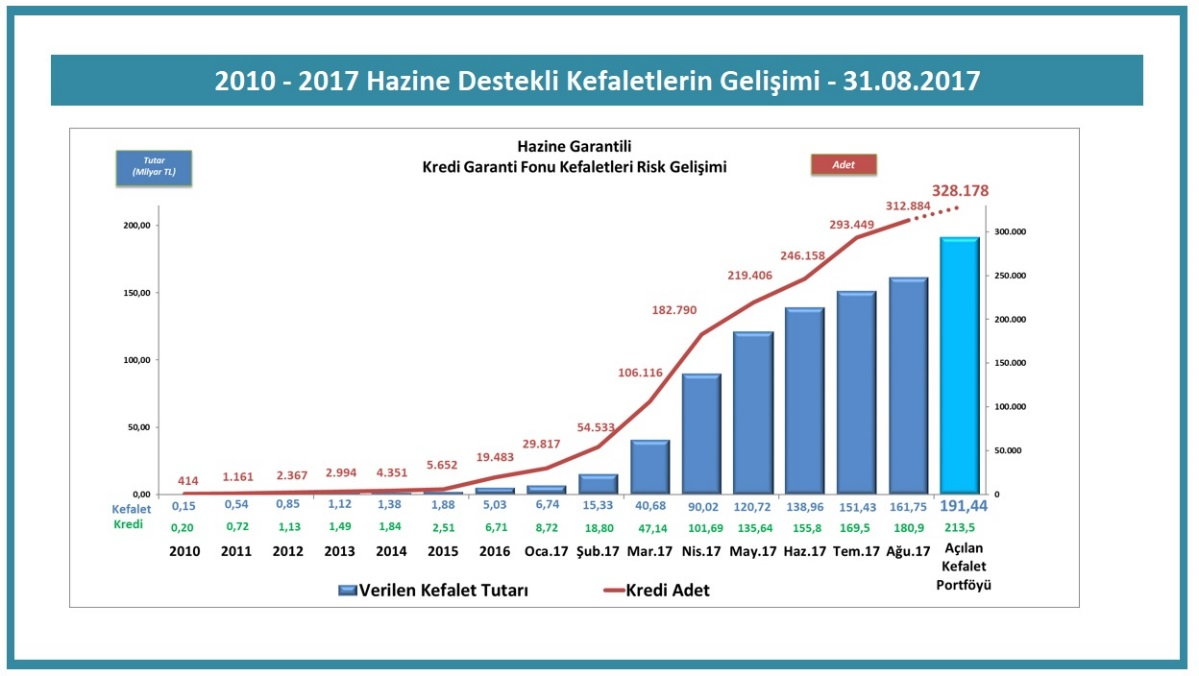 2010 - 2017 Hazine Destekli Kefaletlerin Gelişimi - 31.08.2017
Hazine Garantili
Kredi Garanti Fonu Kefaletleri Risk Gelişimi
Tutar
(Milyar TL)
Adet
328.178
312.884
293.449
246.158
219.406
182.790
106.116
54.533
29.817
19.483
5.652
4.351
2.994
2.367
1.161
414
200,00
150,00
100,00
50,00
0,00
300.000
250.000
200.000
150.000
100.000
50.000
0
Kefalet 0,15 0,54 0,85 1,12 1,38 1,88 5,03 6,74 15,33 40,68 90,02 120,72 138,96 151,43 161,75 191,44
Kredi 0,20 0,72 1,13 1,49 1,84 2,51 6,71 8,72 18,80 47,14 101,69 135,64 155,8 169,5 180,9 213,5
2010 2011 2012 2013 2014 2015 2016 Oca.17 Şub.17 Mar.17 Nis.17 May.17 Haz.17 Tem.17 Ağu.17 Açılan
Kefalet
Portföyü
Verilen Kefalet Tutarı Kredi Adet